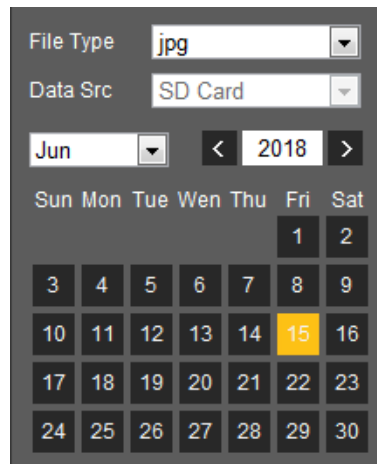 File Type jpg
Data Src SD Card
Jun < 2018 >
Sun Mon Tue Wen Thu Fri Sat
1 2
3 4 5 6 7 8 9
10 11 12 13 14 15 16
17 18 19 20 21 22 23
24 25 26 27 28 29 30